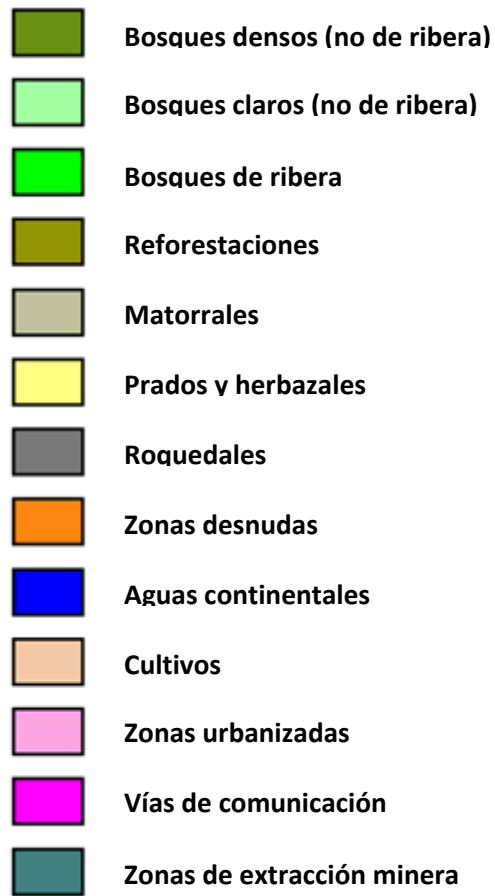 Bosques densos (no de ribera)
Bosques claros (no de ribera)
Bosques de ribera
Reforestaciones
Matorrales
Prados y herbazales
Roquedales
Zonas desnudas
Aguas continentales
Cultivos
Zonas urbanizadas
Vías de comunicación
Zonas de extracción minera